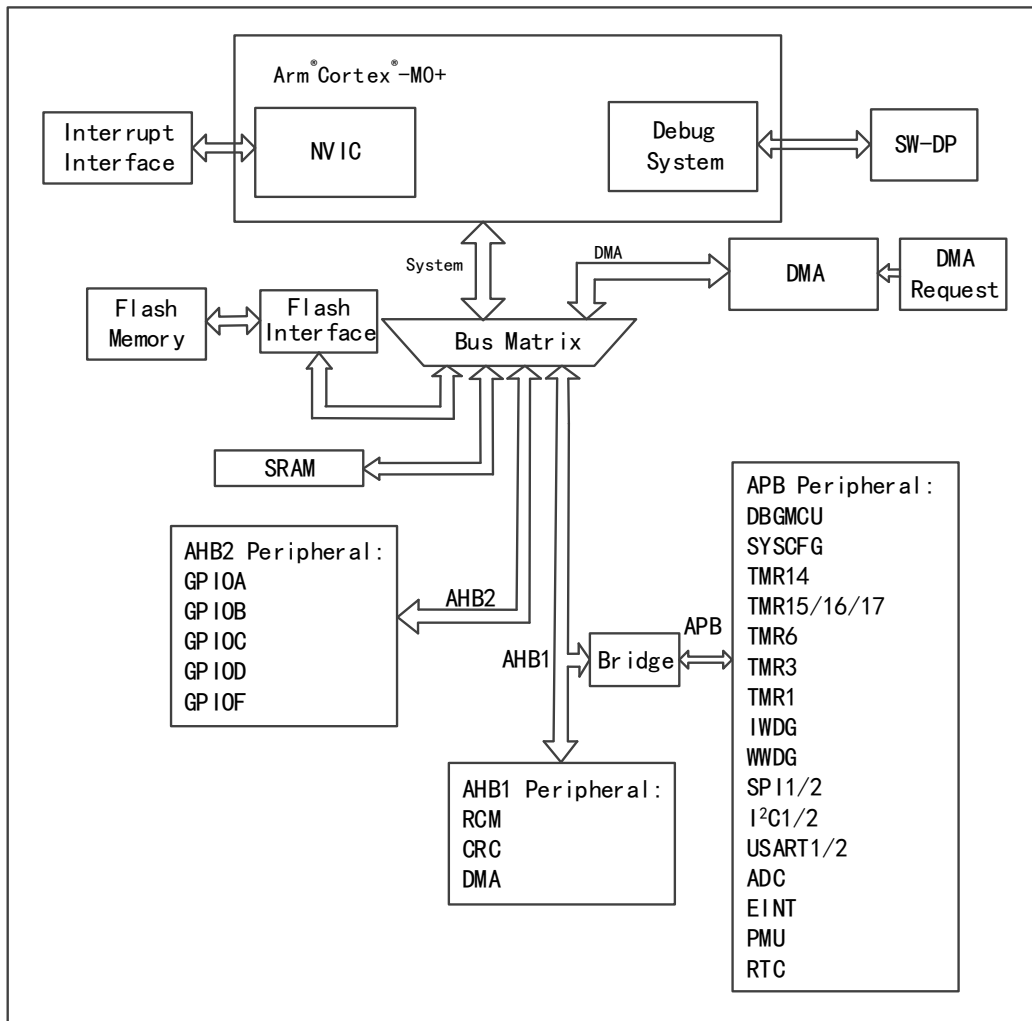 Arm®Cortex®-M0+
Interrupt
Interface
NVIC
Debug
System
SW-DP
System
DMA
DMA
DMA
Request
Flash
Memory
Flash
Interface
Bus Matrix
SRAM
AHB2 Peripheral:
GPIOA
GPIOB
GPIOC
GPIOD
GPIOF
AHB2
AHB1
Bridge
APB
AHB1 Peripheral:
RCM
CRC
DMA
APB Peripheral:
DBGMCU
SYSCFG
TMR14
TMR15/16/17
TMR6
TMR3
TMR1
IWDG
WWDG
SPI1/2
I²C1/2
USART1/2
ADC
EINT
PMU
RTC